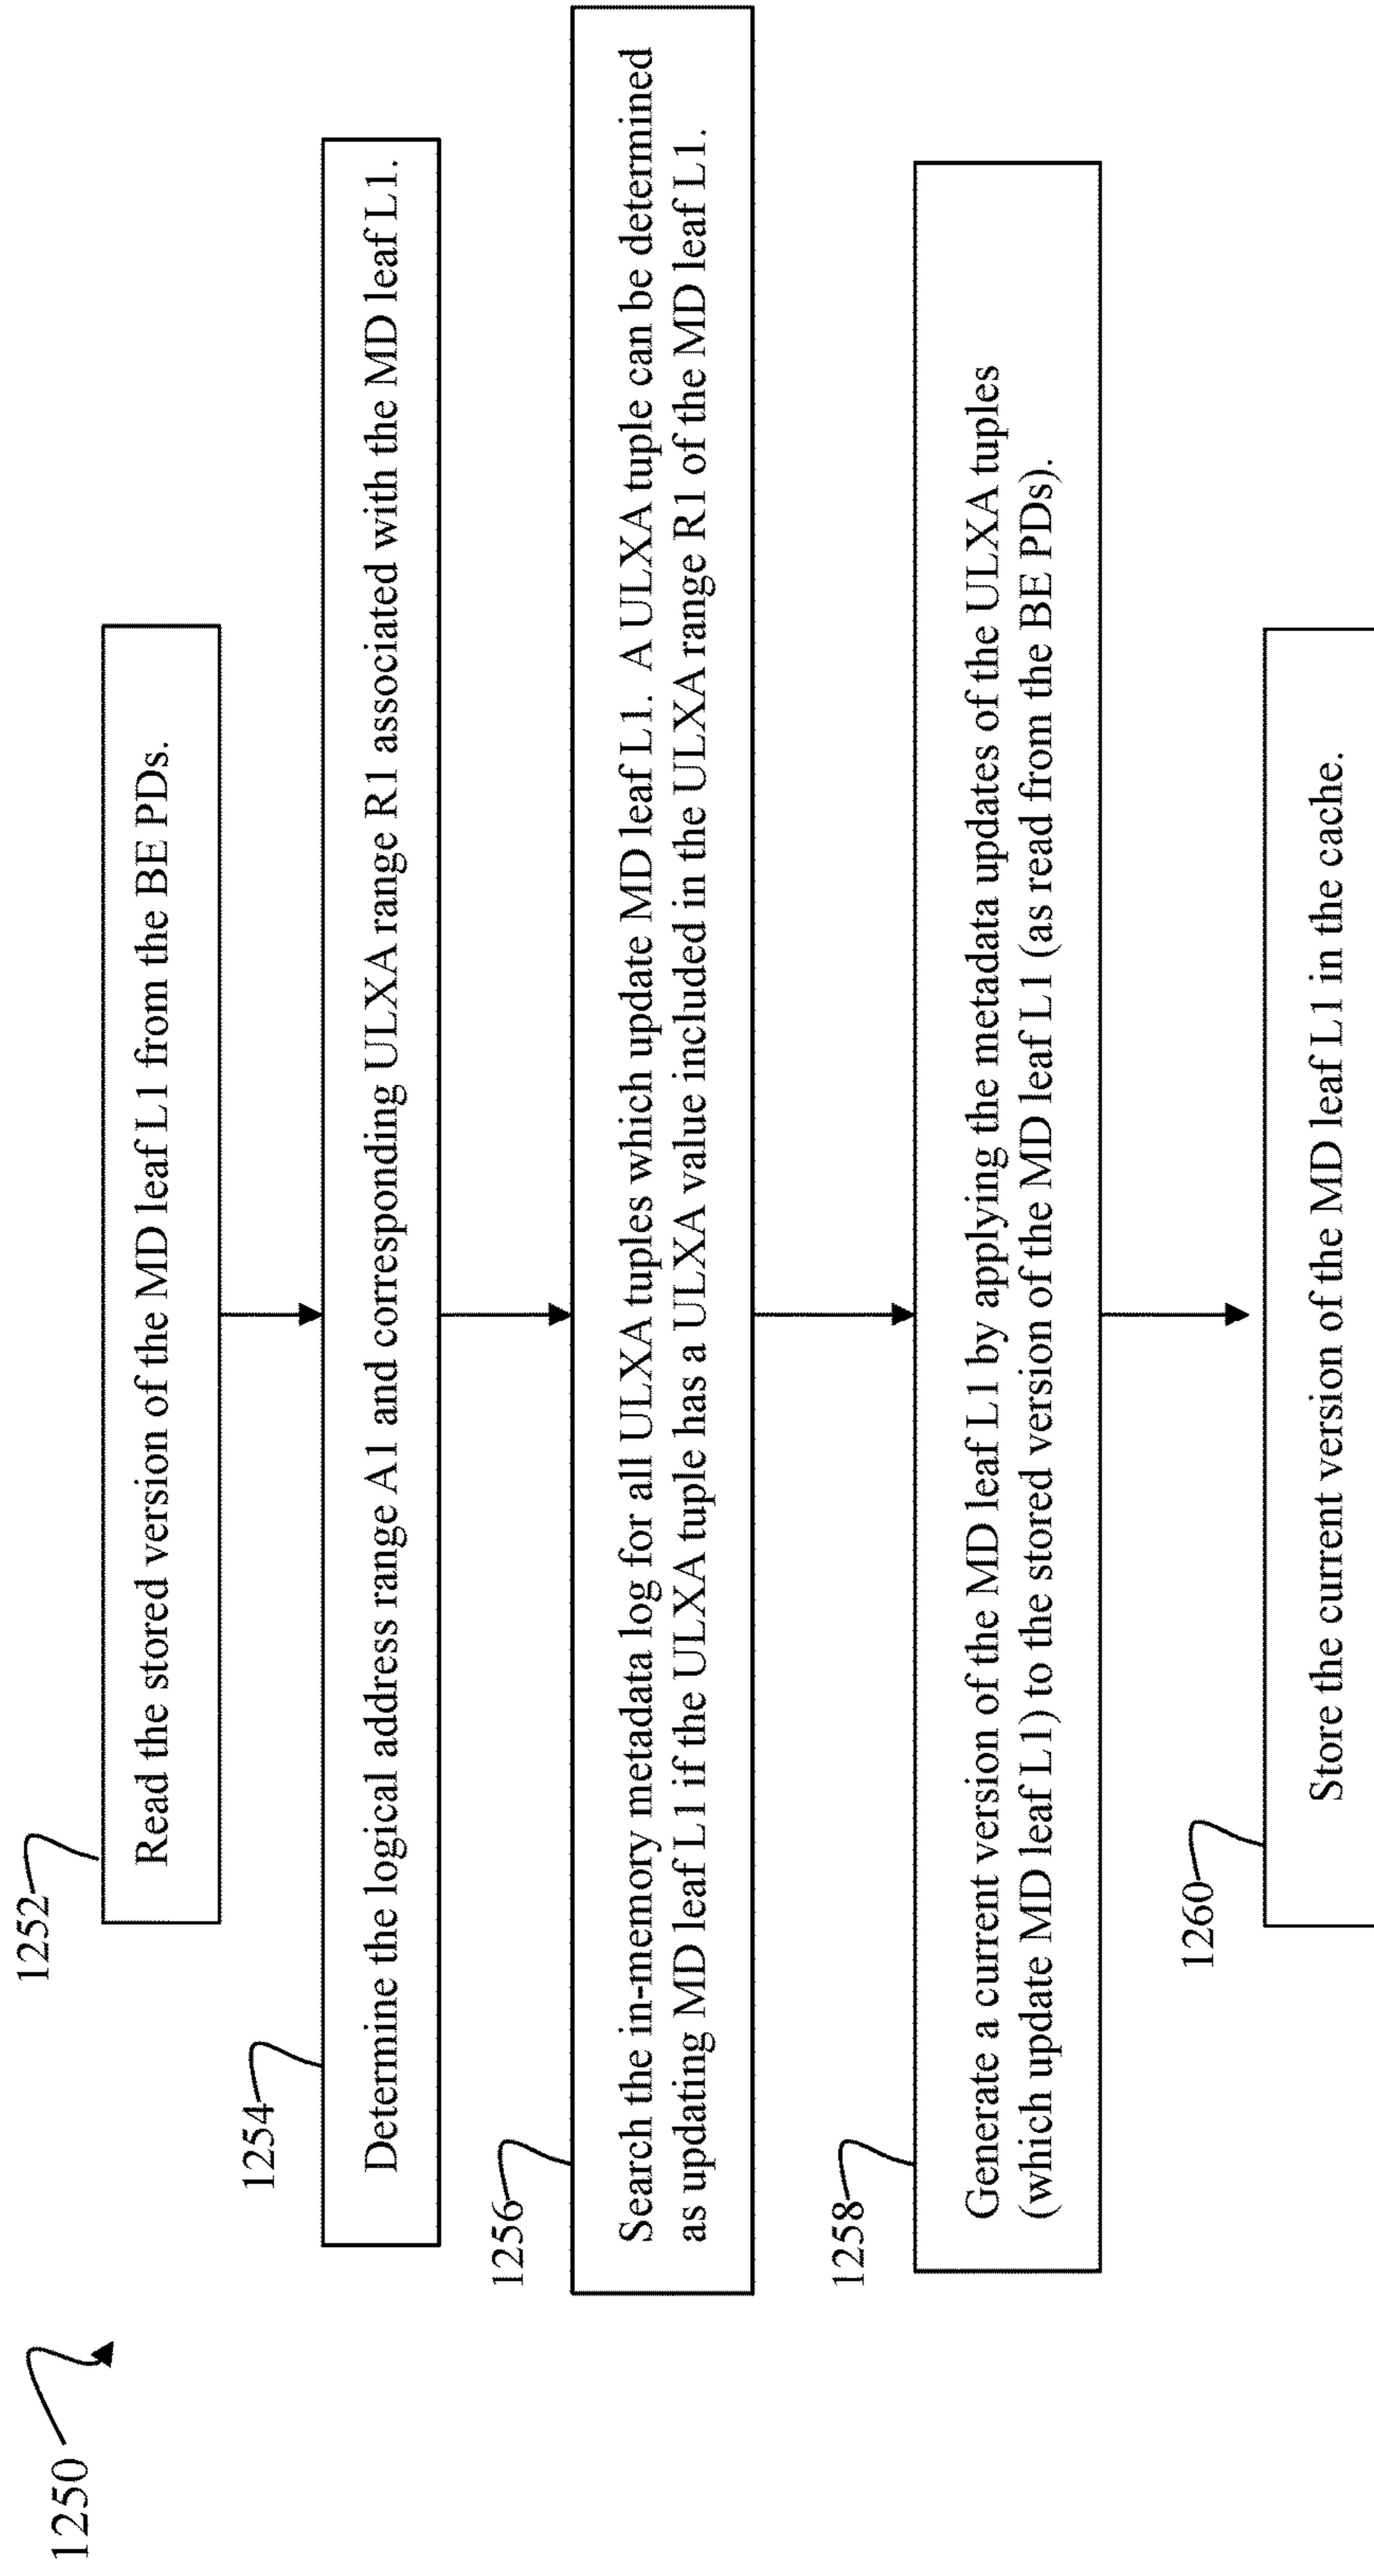 1250
1252
Read the stored version of the MD leaf L1 from the BE PDs.
1254
Determine the logical address range A1 and corresponding ULXA range R1 associated with the MD leaf L1.
1256
Search the in-memory metadata log for all ULXA tuples which update MD leaf L1. A ULXA tuple can be determined
as updating MD leaf L1 if the ULXA tuple has a ULXA value included in the ULXA range R1 of the MD leaf L1.
1258
Generate a current version of the MD leaf L1 by applying the metadata updates of the ULXA tuples
(which update MD leaf L1) to the stored version of the MD leaf L1 (as read from the BE PDs).
1260
Store the current version of the MD leaf L1 in the cache.